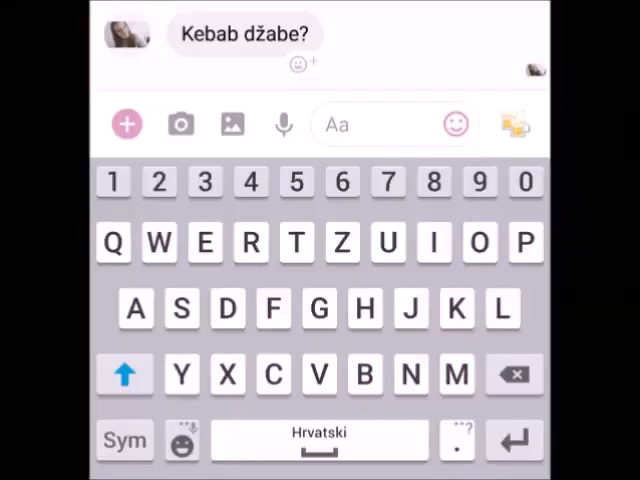 Kebab džabe?
Aa
1 2 3 4 5 6 7 8 9 0
Q W E R T Z U I O P
A S D F G H J K L
Y X C V B N M
Sym Hrvatski . ?